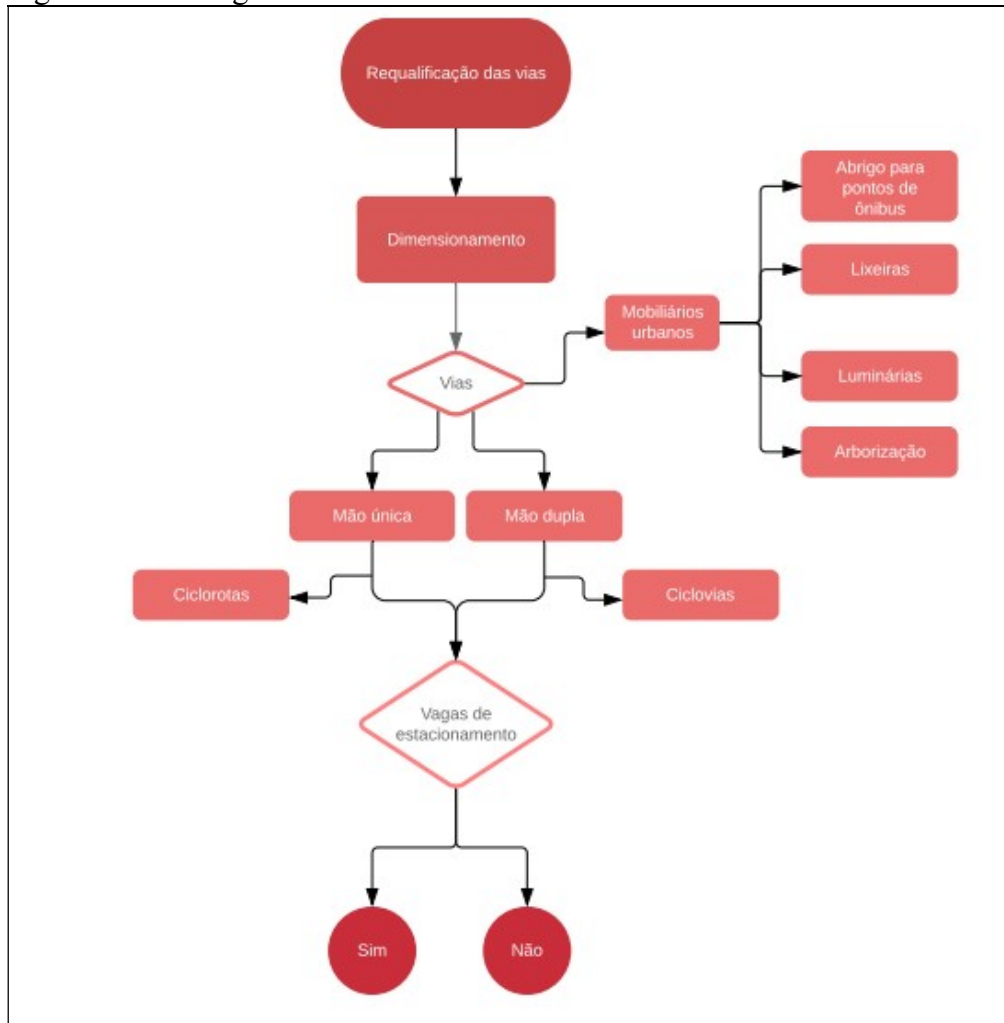 Requalificação das vias
Dimensionamento
Vias
Mobiliários
urbanos
Abrigo para
pontos de
ônibus
Lixeiras
Luminárias
Arborização
Mão única
Mão dupla
Ciclorotas
Ciclovias
Vagas de
estacionamento
Sim
Não